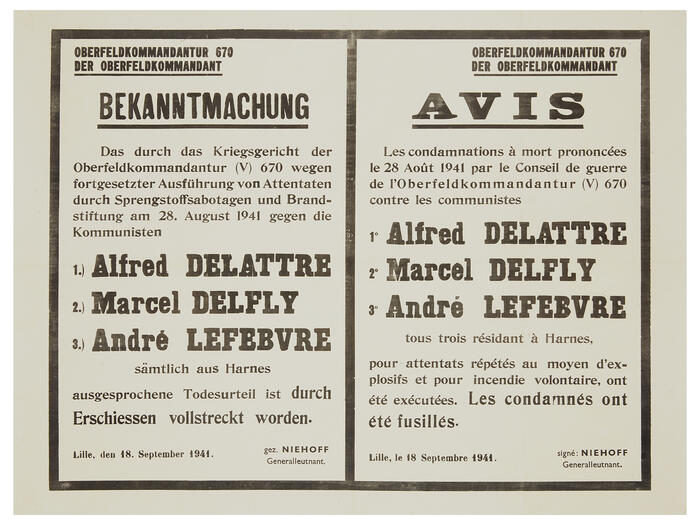 OBERFELDKOMMANDANTUR 670
DER OBERFELDKOMMANDANT
BEKANNTMACHUNG
Das durch das Kriegsgericht der
Oberfeldkommandantur (V) 670 wegen
fortgesetzter Ausführung von Attentaten
durch Sprengstoffsabotagen und Brand-
stiftung am 28. August 1941 gegen die
Kommunisten
1.) Alfred DELATTRE
2.) Marcel DELFLY
3.) André LEFEBVRE
sämtlich aus Harnes
ausgesprochene Todesurteil ist durch
Erschiessen vollstreckt worden.
Lille, den 18. September 1941.
gez. NIEHOFF
Generalleutnant.
OBERFELDKOMMANDANTUR 670
DER OBERFELDKOMMANDANT
AVIS
Les condamnations à mort prononcées
le 28 Août 1941 par le Conseil de guerre
de l'Oberfeldkommandantur (V) 670
contre les communistes
1° Alfred DELATTRE
2° Marcel DELFLY
3° André LEFEBVRE
tous trois résidant à Harnes,
pour attentats répétés au moyen d'ex-
plosifs et pour incendie volontaire, ont
été exécutées. Les condamnés ont
été fusillés.
Lille, le 18 Septembre 1941.
signé: NIEHOFF
Generalleutnant.